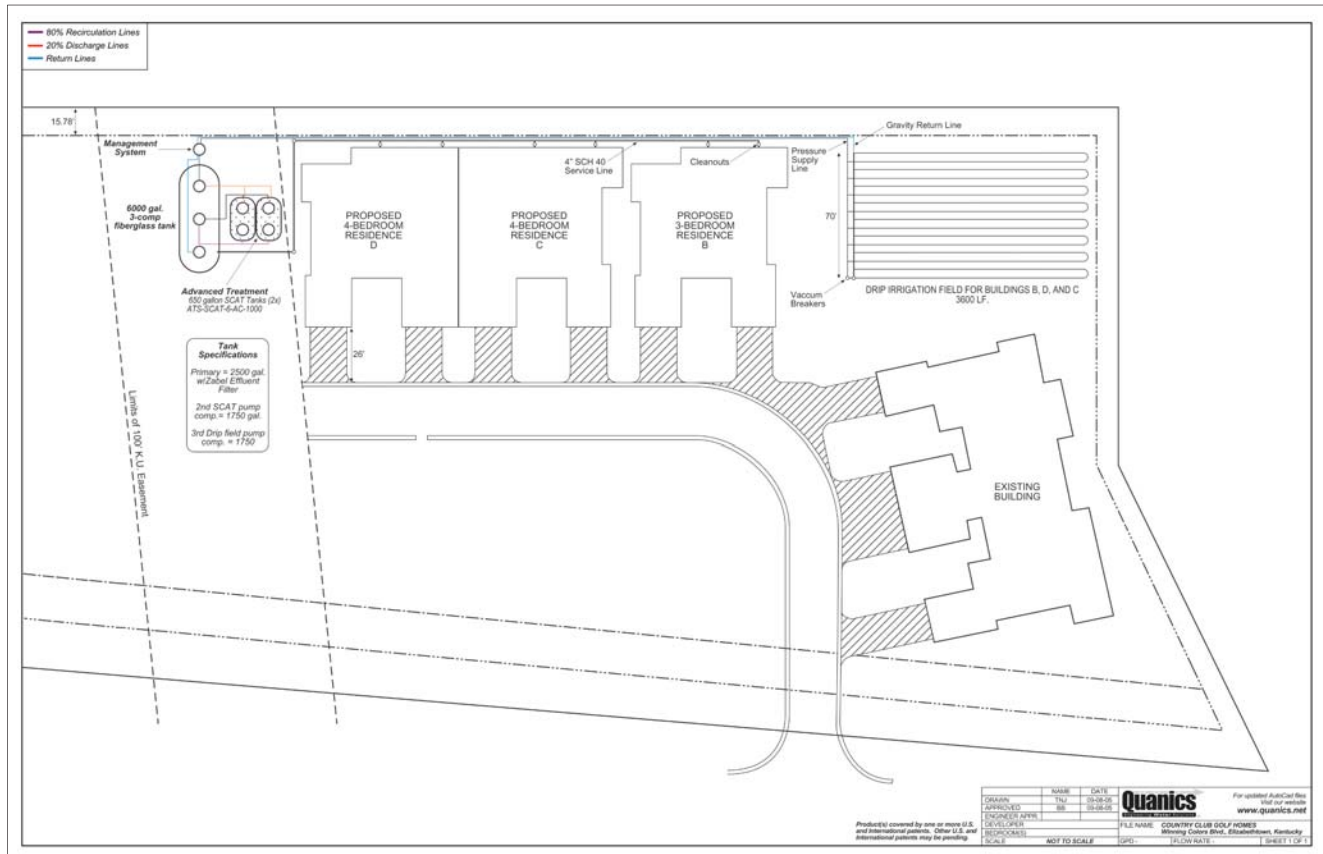 80% Recirculation Lines
20% Discharge Lines
Return Lines
15.78'
Management
System
6000 gal.
3-comp
fiberglass tank
Advanced Treatment
650 gallon SCAT Tanks (2x)
ATS-SCAT-6-AC-1000
Tank
Specifications
Primary = 2500 gal.
w/Zabel Effluent
Filter
2nd SCAT pump
comp.= 1750 gal.
3rd Drip field pump
comp. = 1750
Limits of 100' K.U. Easement
PROPOSED
4-BEDROOM
RESIDENCE
D
PROPOSED
4-BEDROOM
RESIDENCE
C
PROPOSED
3-BEDROOM
RESIDENCE
B
4" SCH 40
Service Line
Cleanouts
Pressure
Supply
Line
Gravity Return Line
70'
26'
Vaccum
Breakers
DRIP IRRIGATION FIELD FOR BUILDINGS B, D, AND C
3600 LF.
EXISTING
BUILDING
Product(s) covered by one or more U.S.
and International patents. Other U.S. and
International patents may be pending.
NAME DATE
DRAWN TNJ 09-08-05
APPROVED BB 09-08-05
ENGINEER APPR.
DEVELOPER
BEDROOM(S)
SCALE NOT TO SCALE
Quanics
For updated AutoCad files
Visit our website
www.quanics.net
FILE NAME: COUNTRY CLUB GOLF HOMES
Winning Colors Blvd., Elizabethtown, Kentucky
GPD - FLOW RATE - SHEET 1 OF 1